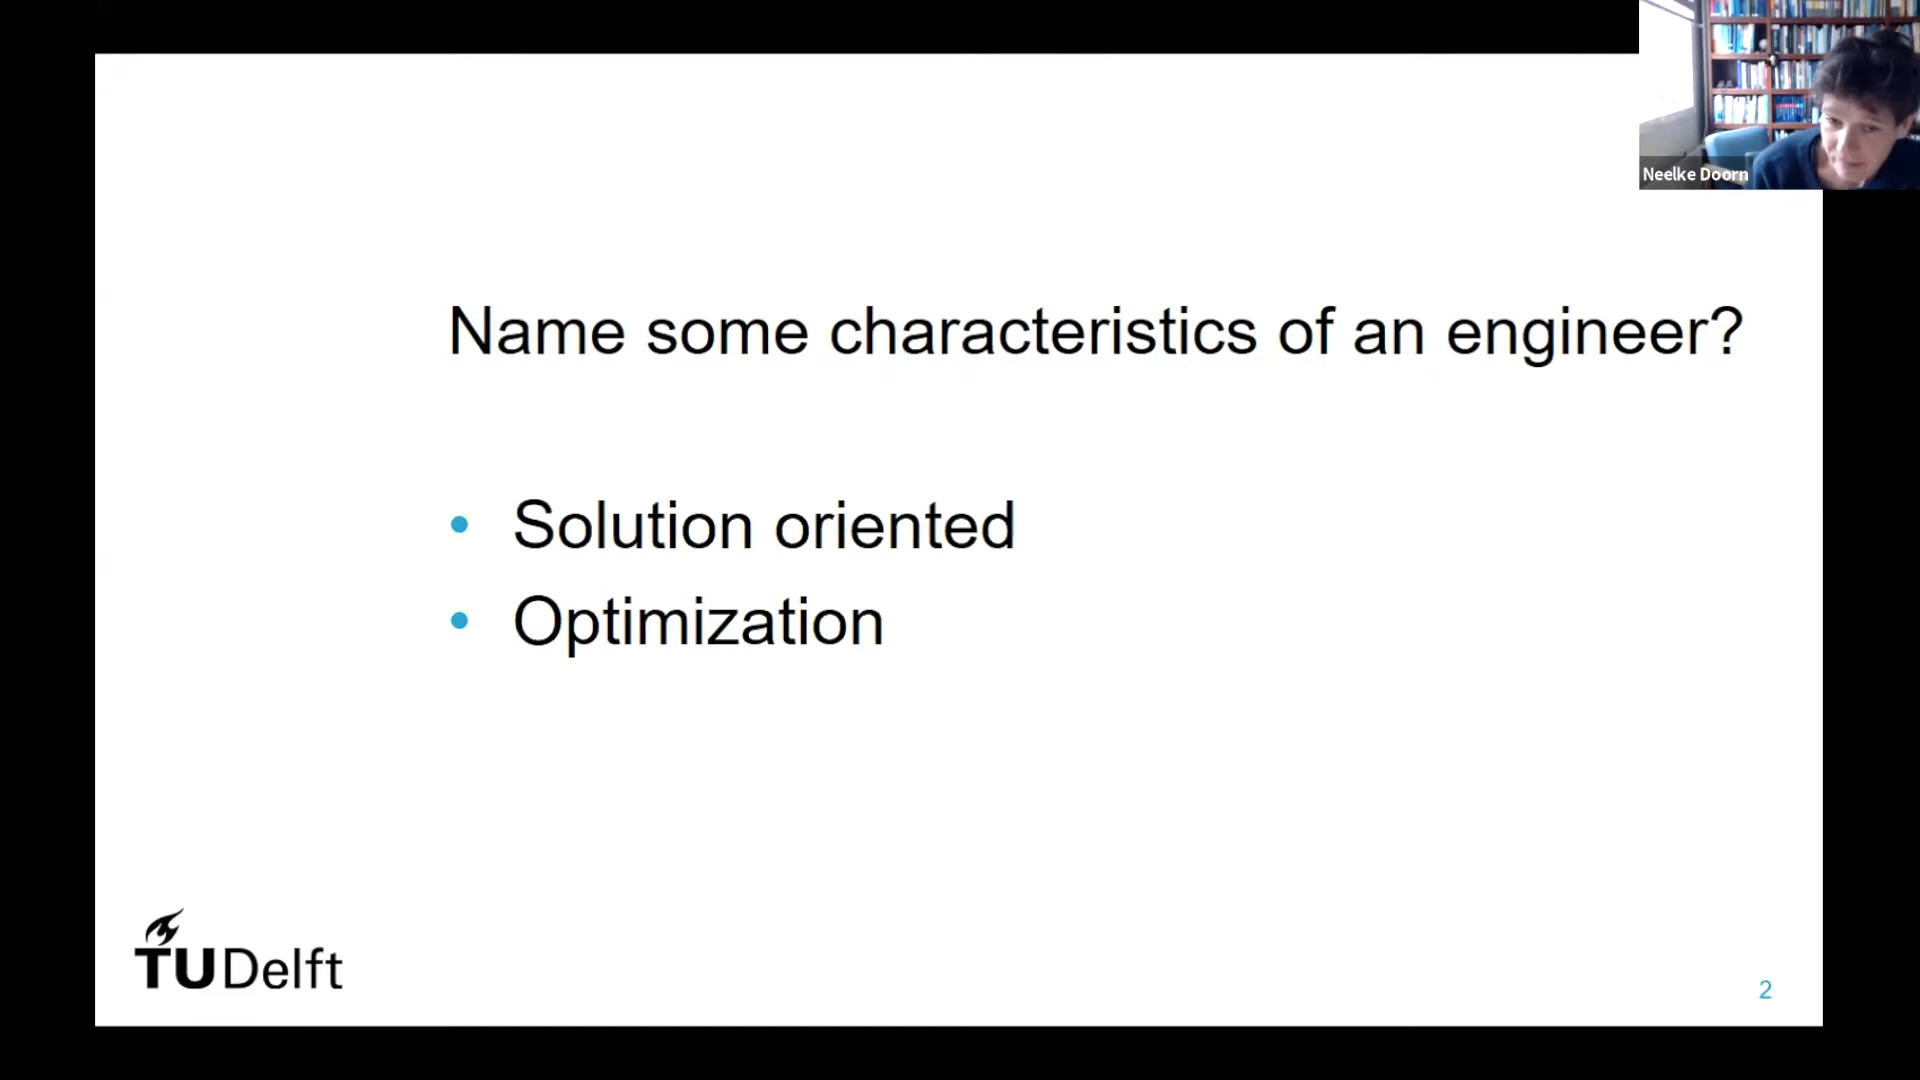 Neelke Doorn
Name some characteristics of an engineer?
• Solution oriented
• Optimization
TUDelft
2